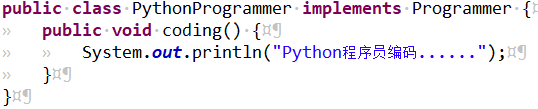 public class PythonProgrammer implements Programmer {¤¶
» public void coding() {¤¶
» » System.out.println("Python程序员编码......");¤¶
» }¤¶
}¤¶